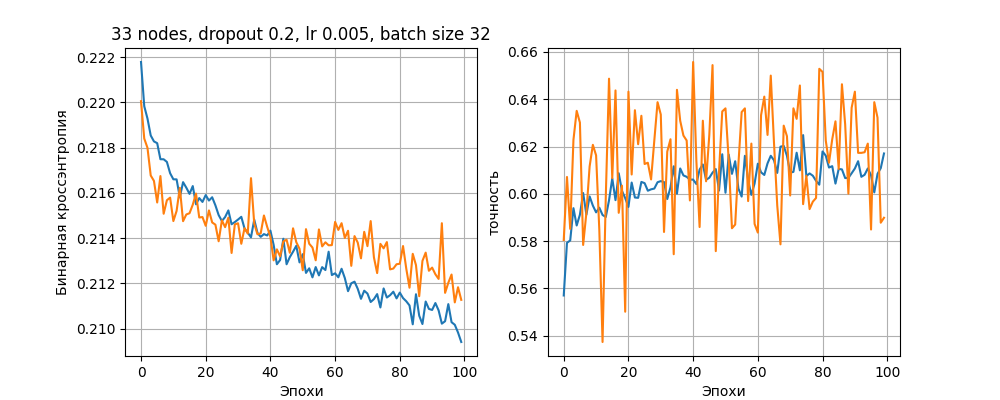 33 nodes, dropout 0.2, lr 0.005, batch size 32
Бинарная кроссэнтропия
0.222
0.220
0.218
0.216
0.214
0.212
0.210
0 20 40 60 80 100
Эпохи
точность
0.66
0.64
0.62
0.60
0.58
0.56
0.54
0 20 40 60 80 100
Эпохи